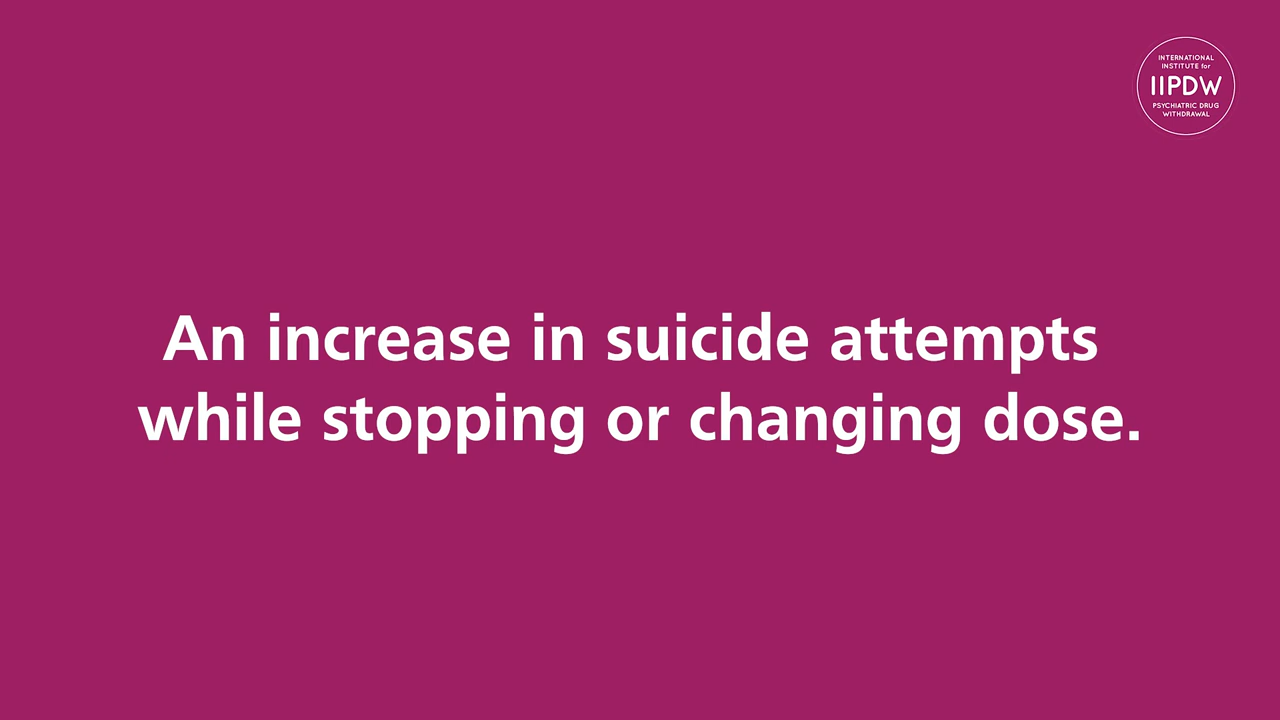 INTERNATIONAL
INSTITUTE for
IIPDW
PSYCHIATRIC DRUG
WITHDRAWAL
An increase in suicide attempts
while stopping or changing dose.